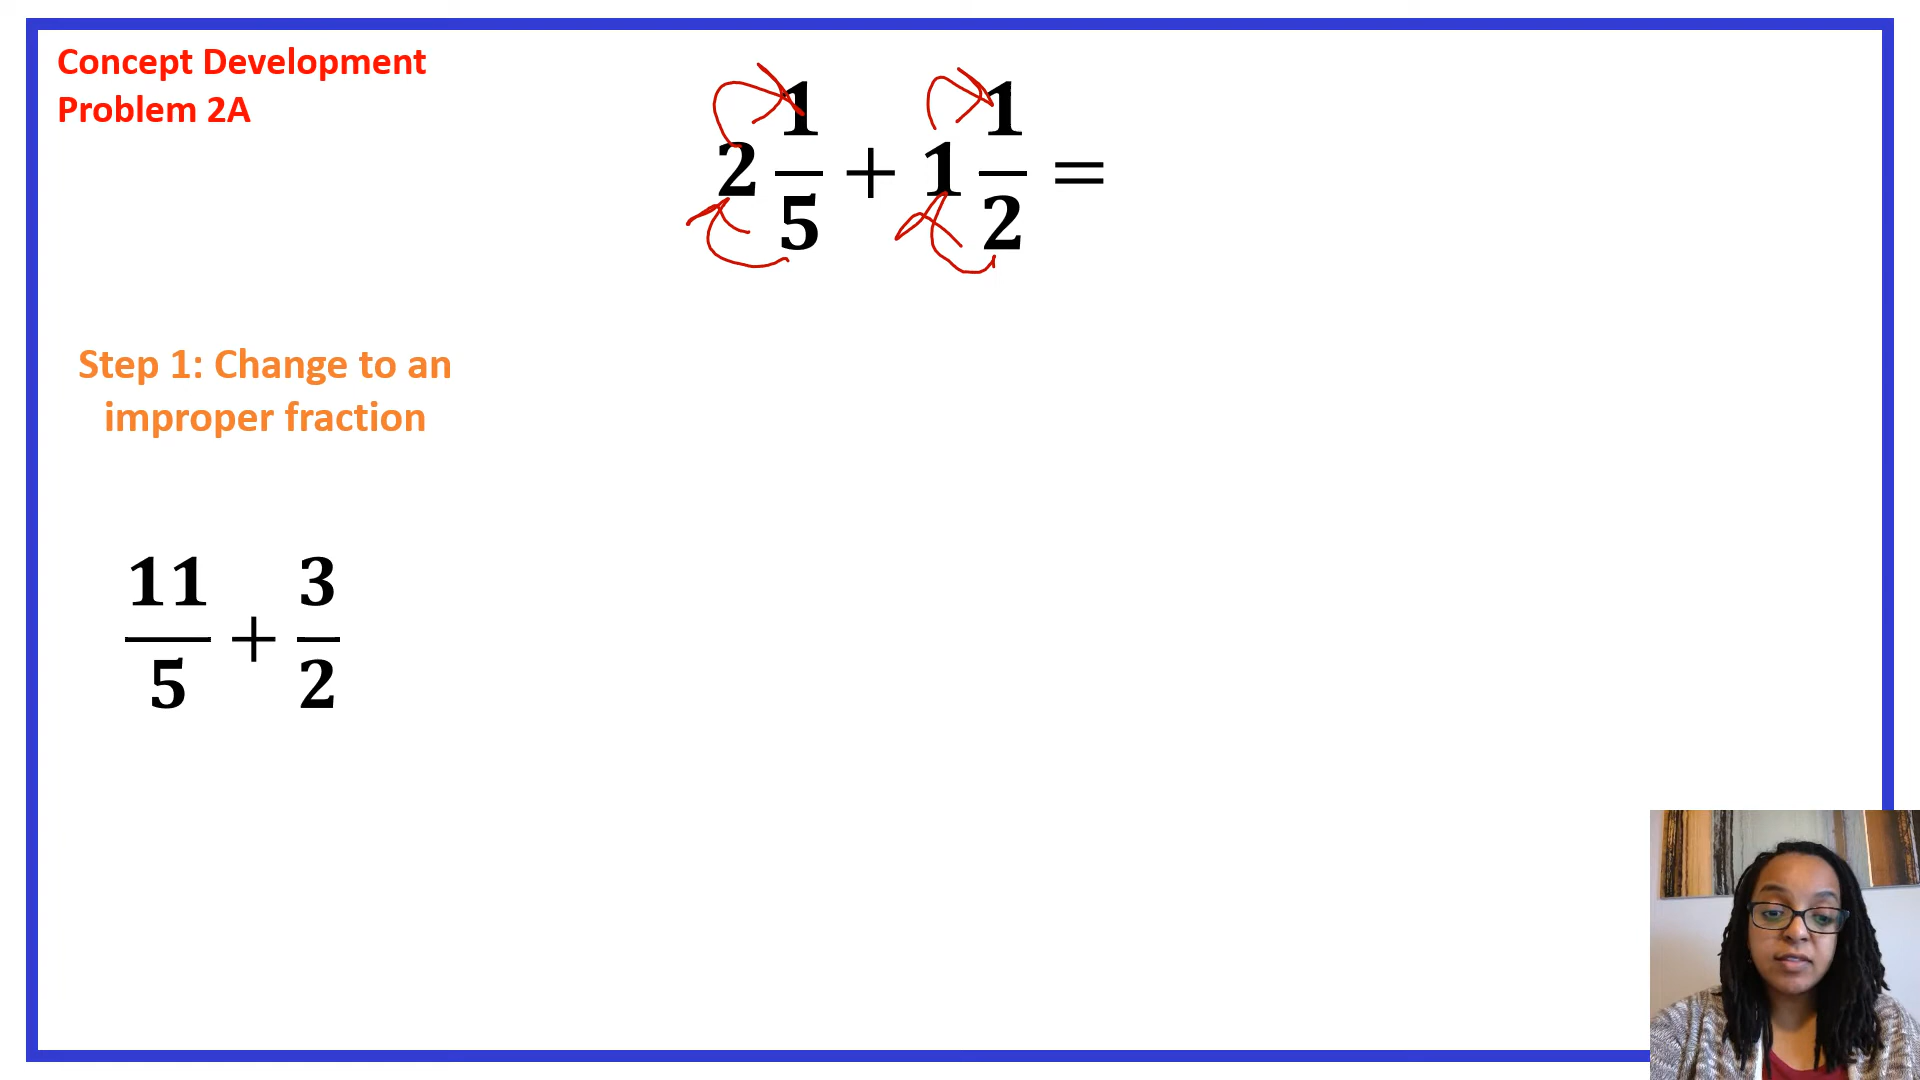 Concept Development
Problem 2A
2 1/5 + 1 1/2 =
Step 1: Change to an
improper fraction
11/5 + 3/2